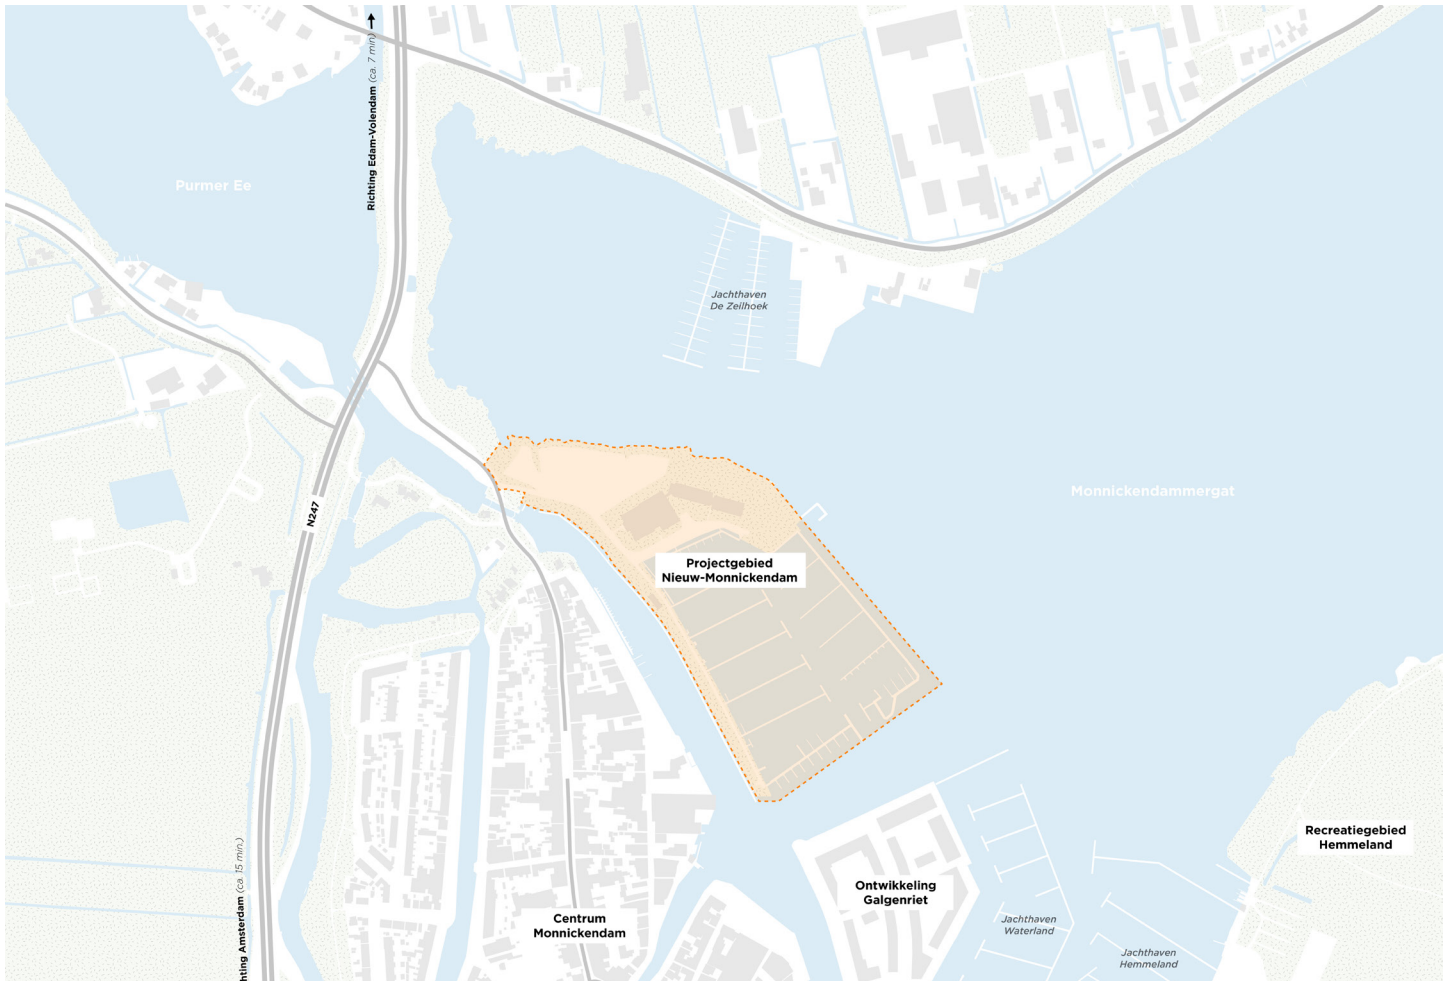 Richting Edam-Volendam (ca. 7 min)
Purmer Ee
Jachthaven
De Zeilhoek
Monnickendammergat
N247
Projectgebied
Nieuw-Monnickendam
Recreatiegebied
Hemmeland
Ontwikkeling
Galgenriet
Centrum
Monnickendam
Jachthaven
Waterland
Jachthaven
Hemmeland
hting Amsterdam (ca. 15 min.)